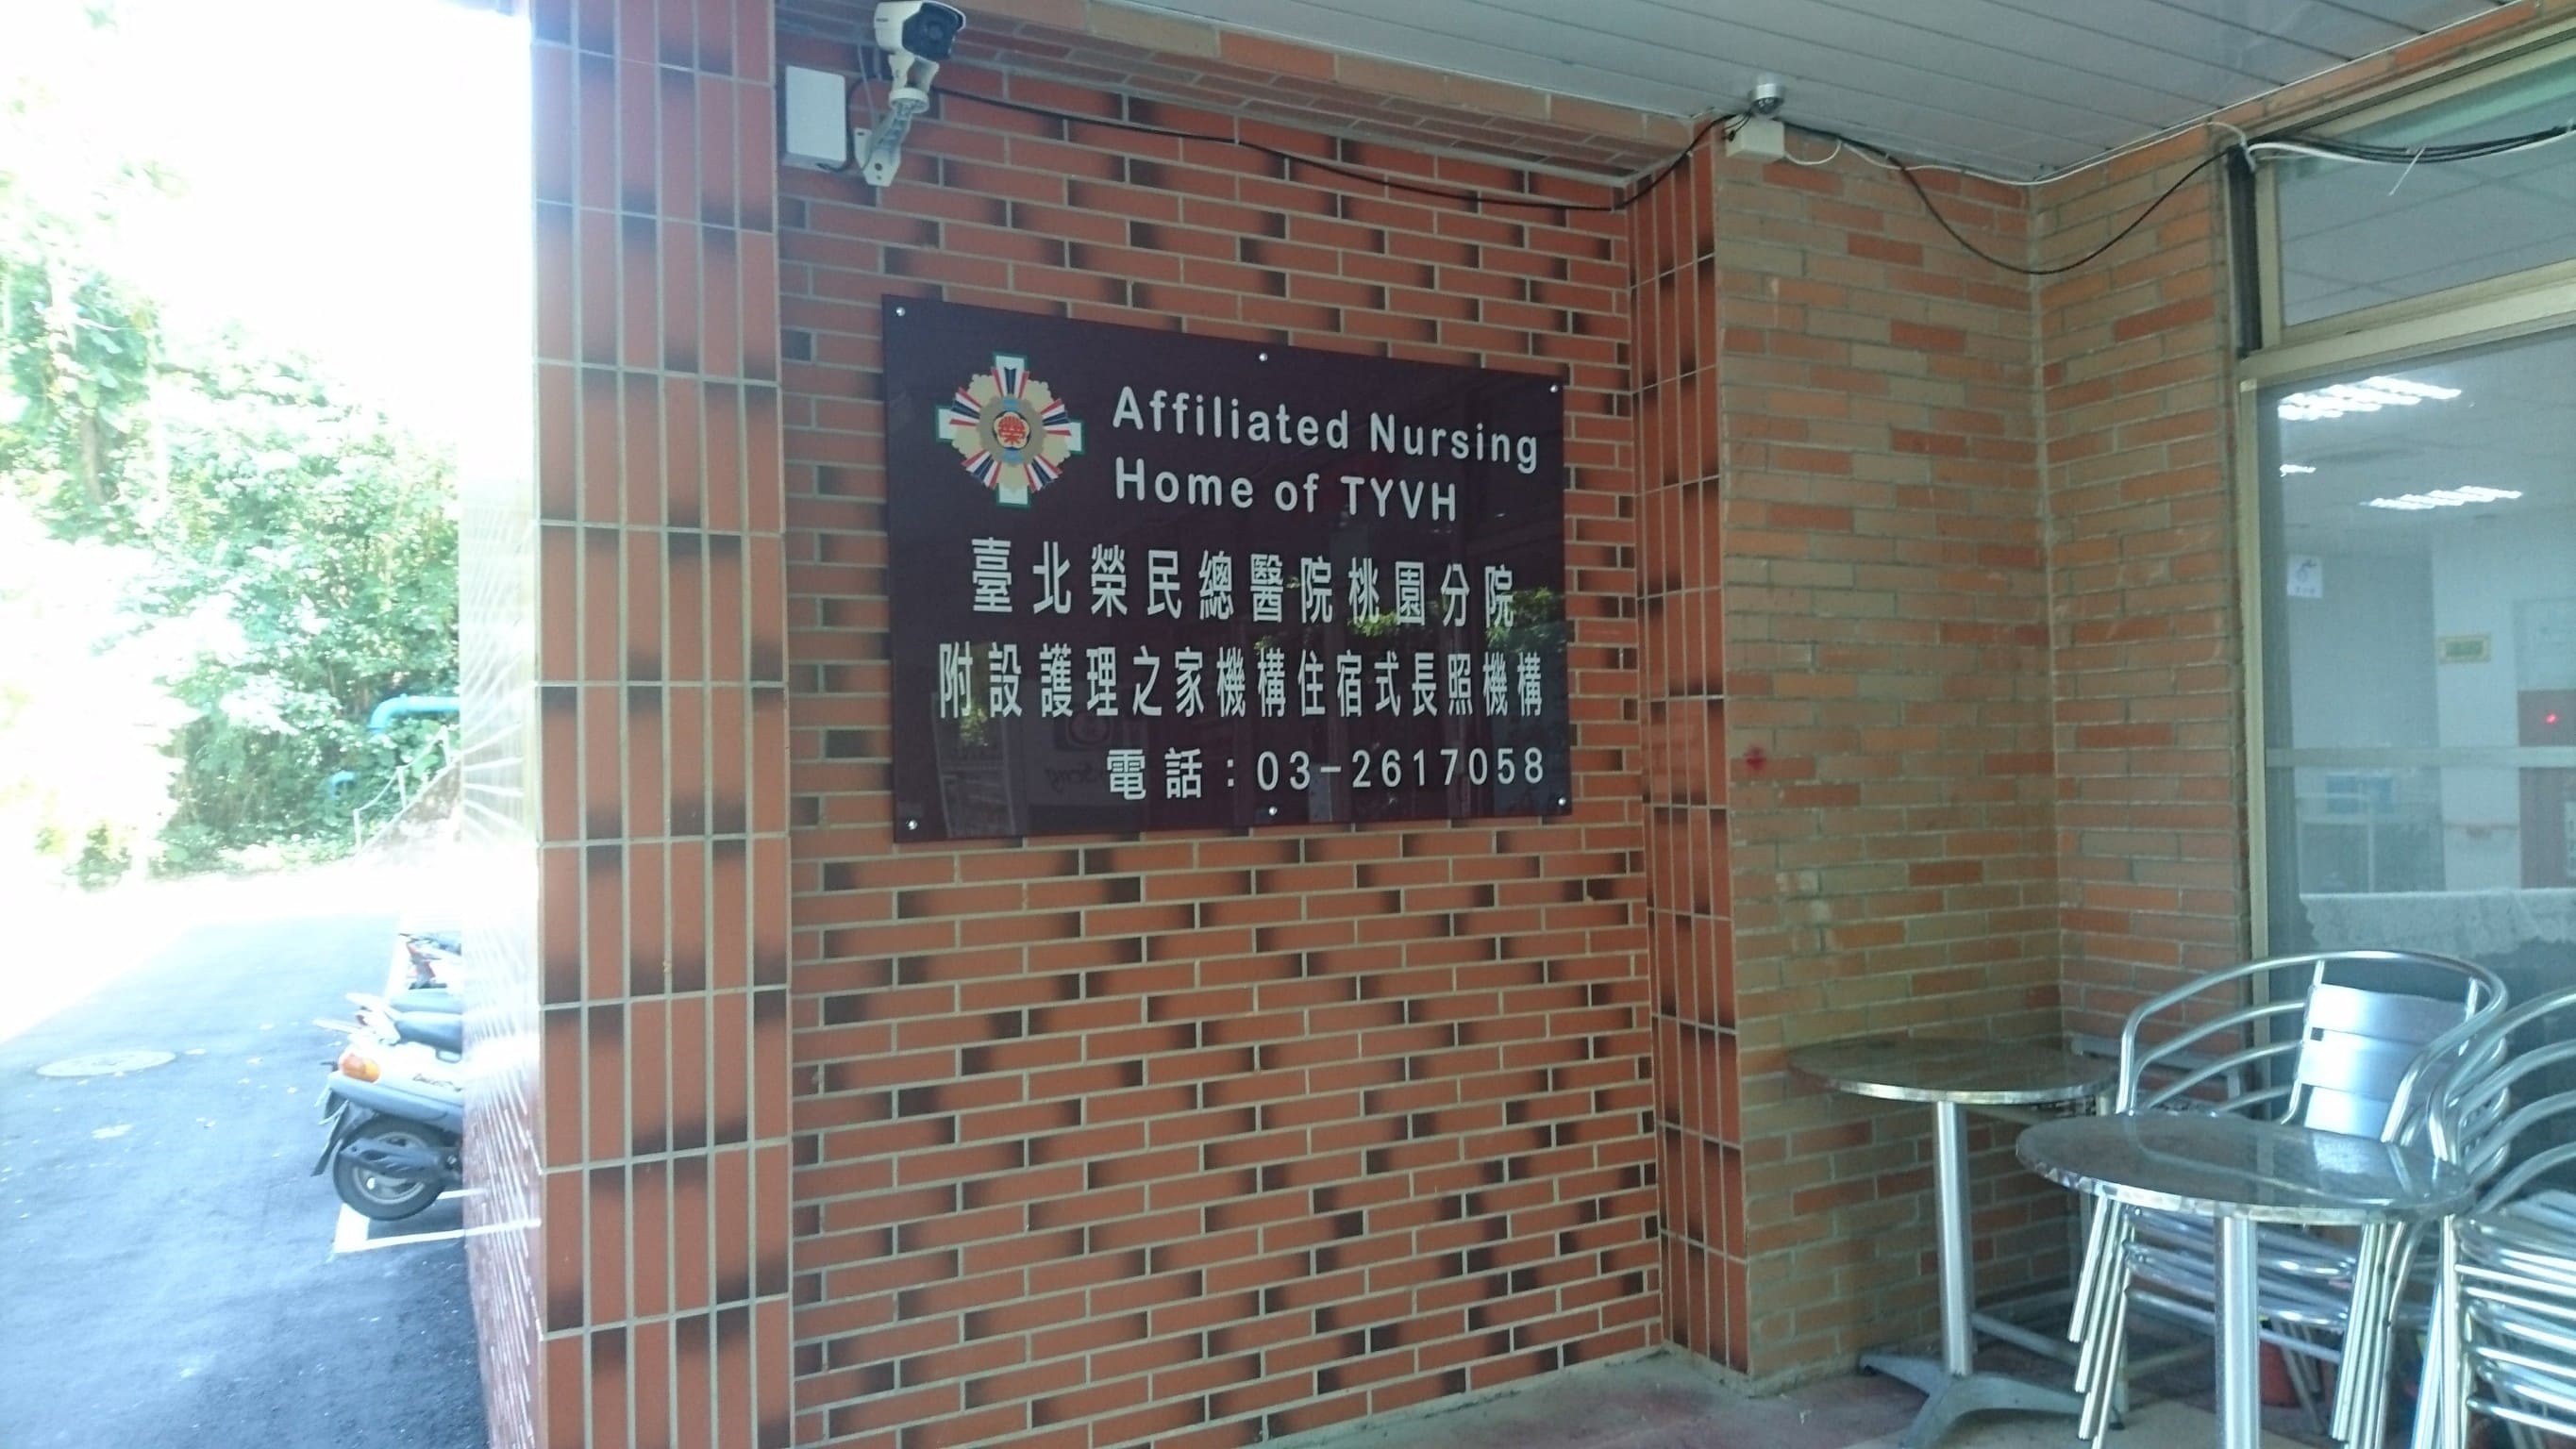 榮
Affiliated Nursing
Home of TYVH
臺北榮民總醫院桃園分院
附設護理之家機構住宿式長照機構
電話：03-2617058